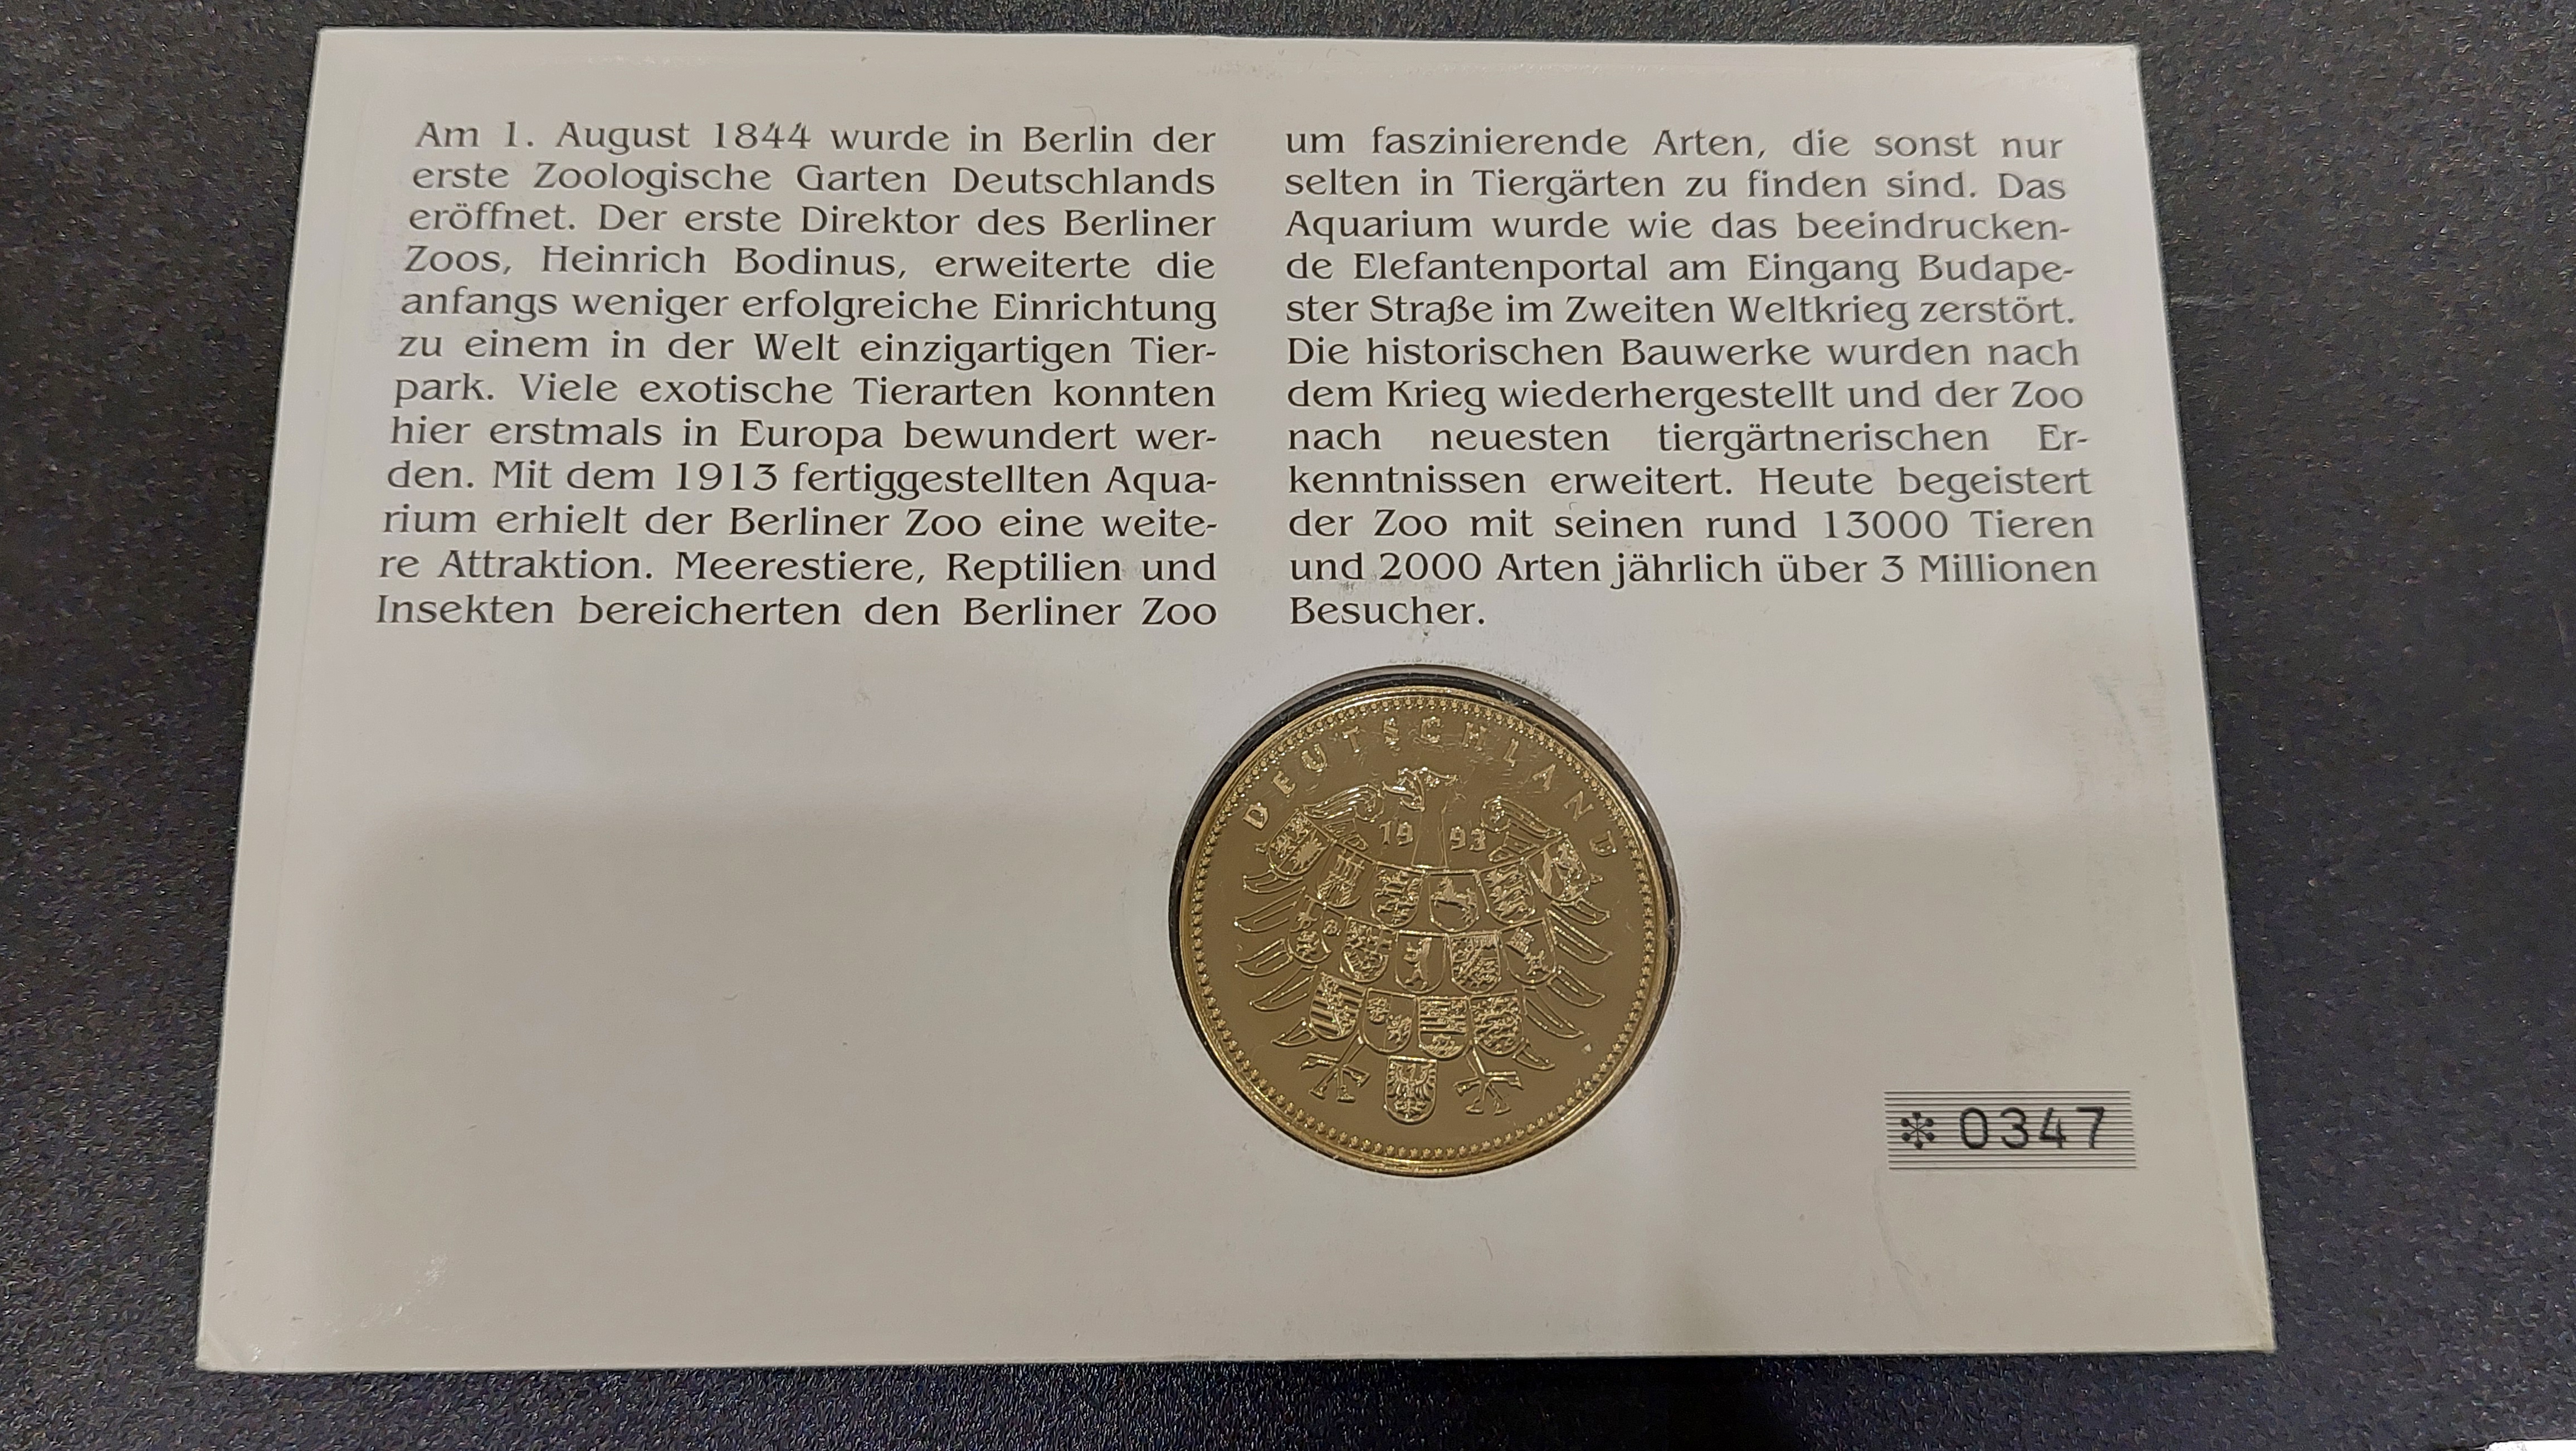 Am 1. August 1844 wurde in Berlin der
erste Zoologische Garten Deutschlands
eröffnet. Der erste Direktor des Berliner
Zoos, Heinrich Bodinus, erweiterte die
anfangs weniger erfolgreiche Einrichtung
zu einem in der Welt einzigartigen Tier-
park. Viele exotische Tierarten konnten
hier erstmals in Europa bewundert wer-
den. Mit dem 1913 fertiggestellten Aqua-
rium erhielt der Berliner Zoo eine weite-
re Attraktion. Meerestiere, Reptilien und
Insekten bereicherten den Berliner Zoo
um faszinierende Arten, die sonst nur
selten in Tiergärten zu finden sind. Das
Aquarium wurde wie das beeindrucken-
de Elefantenportal am Eingang Budape-
ster Straße im Zweiten Weltkrieg zerstört.
Die historischen Bauwerke wurden nach
dem Krieg wiederhergestellt und der Zoo
nach neuesten tiergärtnerischen Er-
kenntnissen erweitert. Heute begeistert
der Zoo mit seinen rund 13000 Tieren
und 2000 Arten jährlich über 3 Millionen
Besucher.
DEUTSCHLAND
19 93
* 0347